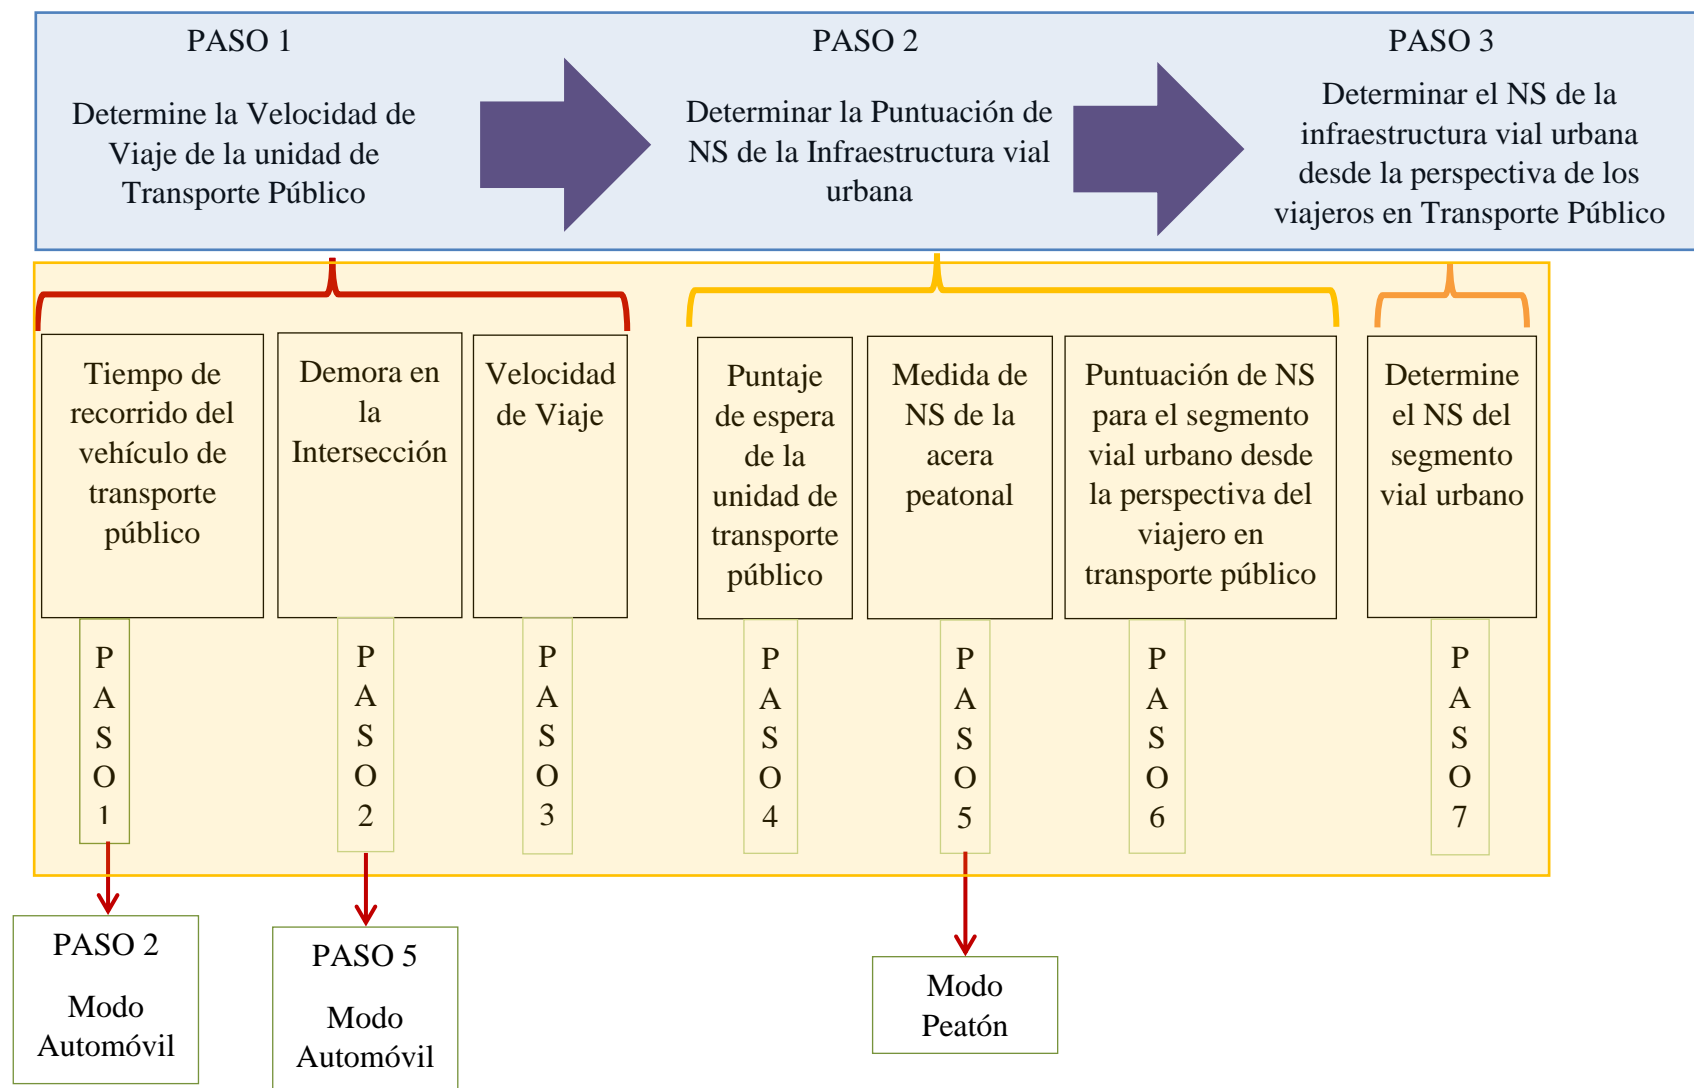 PASO 1
Determine la Velocidad de
Viaje de la unidad de
Transporte Público
PASO 2
Determinar la Puntuación de
NS de la Infraestructura vial
urbana
PASO 3
Determinar el NS de la
infraestructura vial urbana
desde la perspectiva de los
viajeros en Transporte Público
Tiempo de
recorrido del
vehículo de
transporte
público
Demora en
la
Intersección
Velocidad
de Viaje
Puntaje
de espera
de la
unidad de
transporte
público
Medida de
NS de la
acera
peatonal
Puntuación de NS
para el segmento
vial urbano desde
la perspectiva del
viajero en
transporte público
Determine
el NS del
segmento
vial urbano
P
A
S
O
1
P
A
S
O
2
P
A
S
O
3
P
A
S
O
4
P
A
S
O
5
P
A
S
O
6
P
A
S
O
7
PASO 2
Modo
Automóvil
PASO 5
Modo
Automóvil
Modo
Peatón